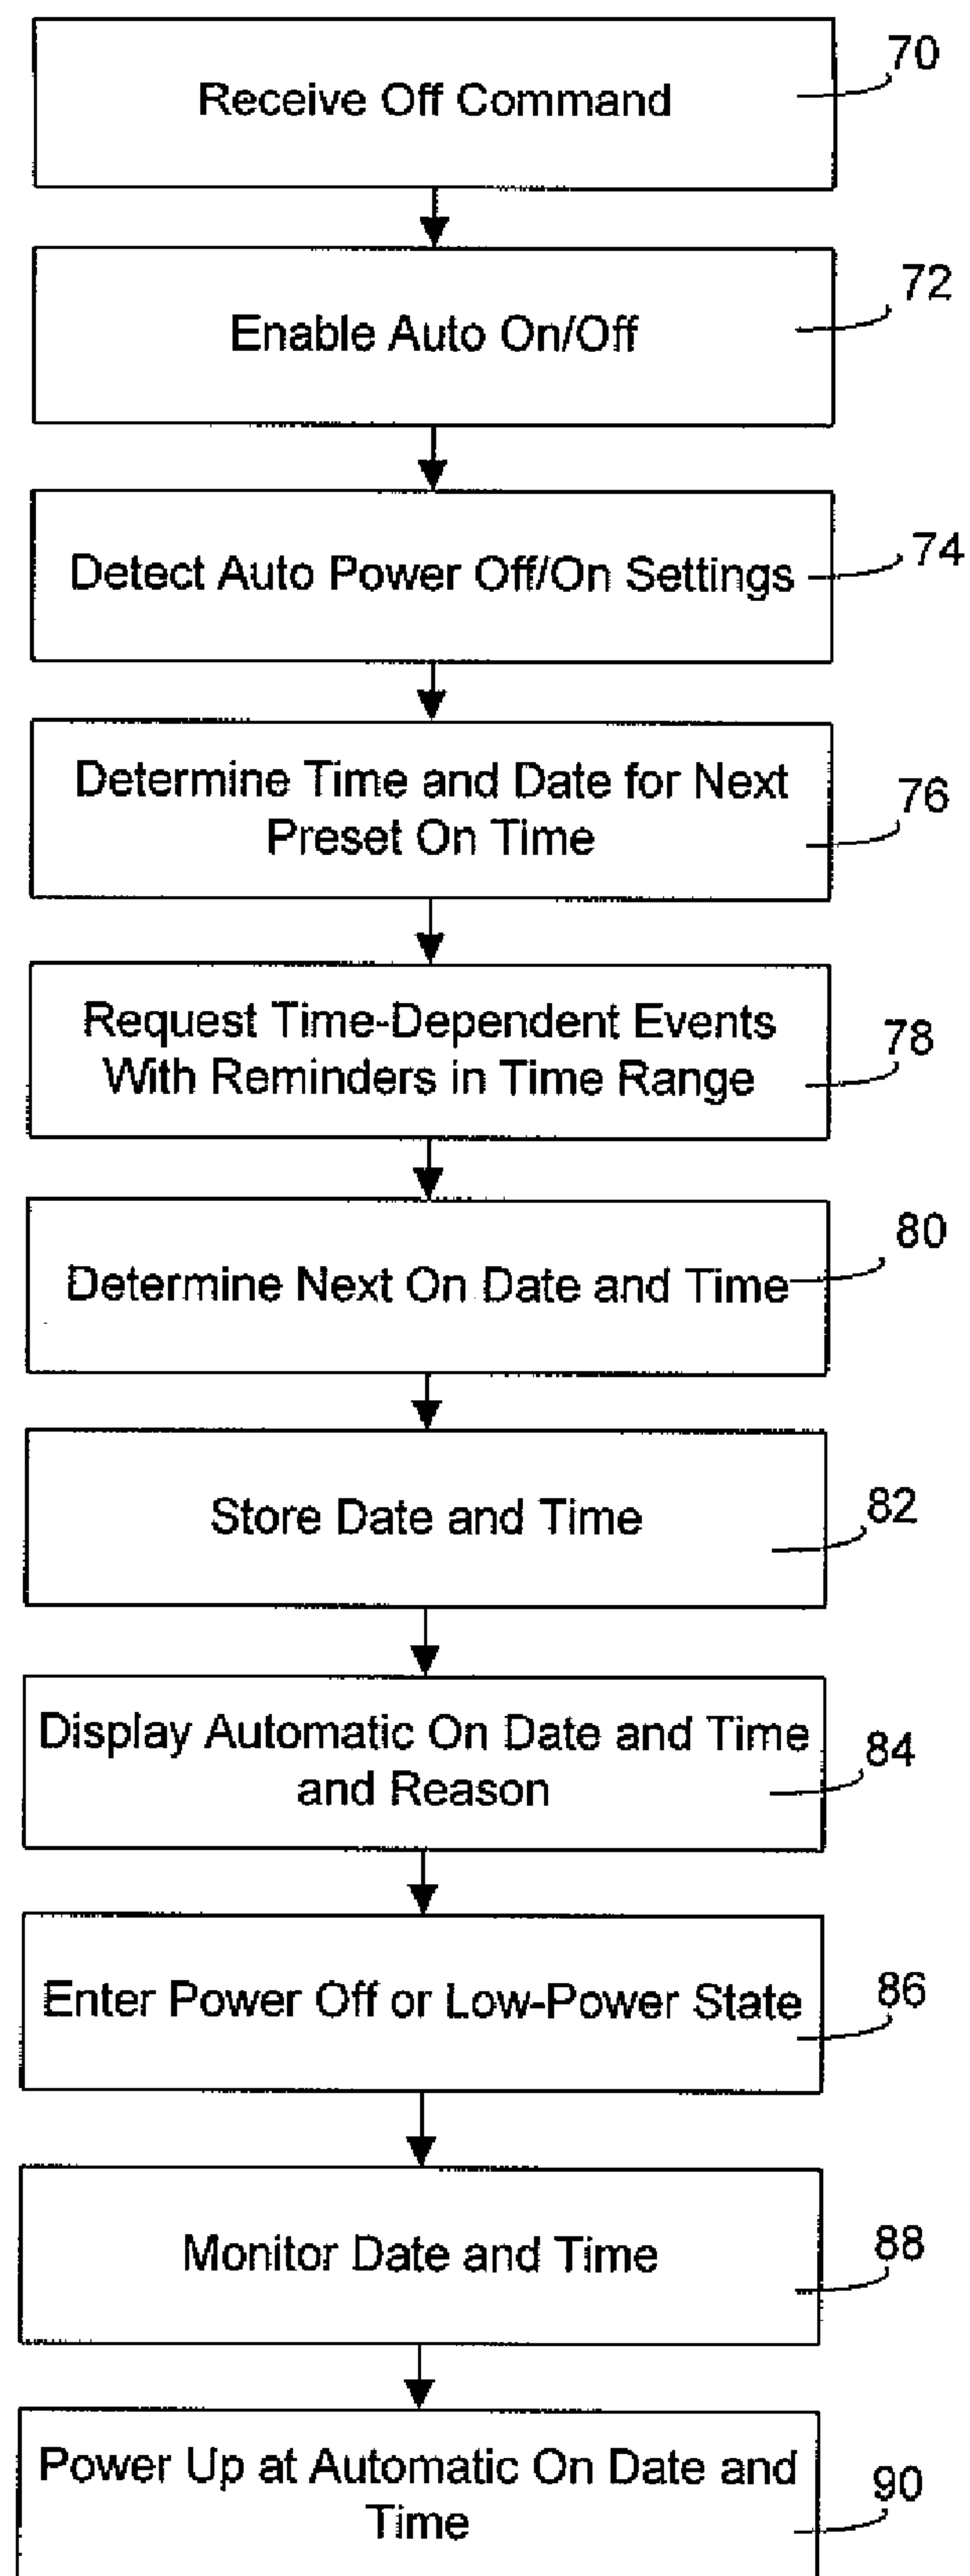 Receive Off Command
70
Enable Auto On/Off
72
Detect Auto Power Off/On Settings
74
Determine Time and Date for Next
Preset On Time
76
Request Time-Dependent Events
With Reminders in Time Range
78
Determine Next On Date and Time
80
Store Date and Time
82
Display Automatic On Date and Time
and Reason
84
Enter Power Off or Low-Power State
86
Monitor Date and Time
88
Power Up at Automatic On Date and
Time
90